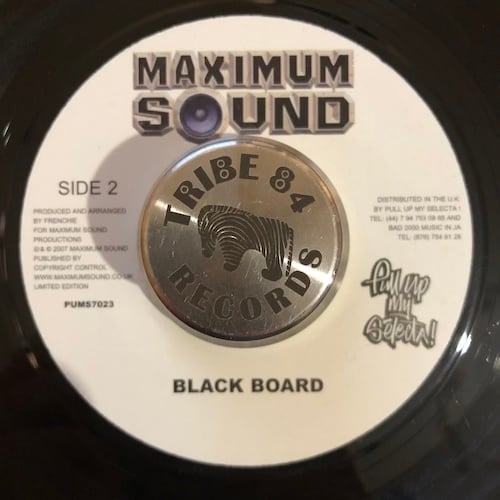 MAXIMUM
SOUND
SIDE 2
PRODUCED AND ARRANGED
BY FRENCHIE
FOR MAXIMUM SOUND
PRODUCTIONS
℗ & © 2007 MAXIMUM SOUND
PUBLISHED BY
COPYRIGHT CONTROL
WWW.MAXIMUMSOUND.CO.UK
LIMITED EDITION
PUMS7023
TRIBE 84
RECORDS
DISTRIBUTED IN THE U.K.
BY PULL UP MY SELECTA !
TEL: (44) 7 94 753 08 65 AND
BAD 2000 MUSIC IN JA
TEL: (876) 754 91 26
Pull up
my
Selecta!
BLACK BOARD